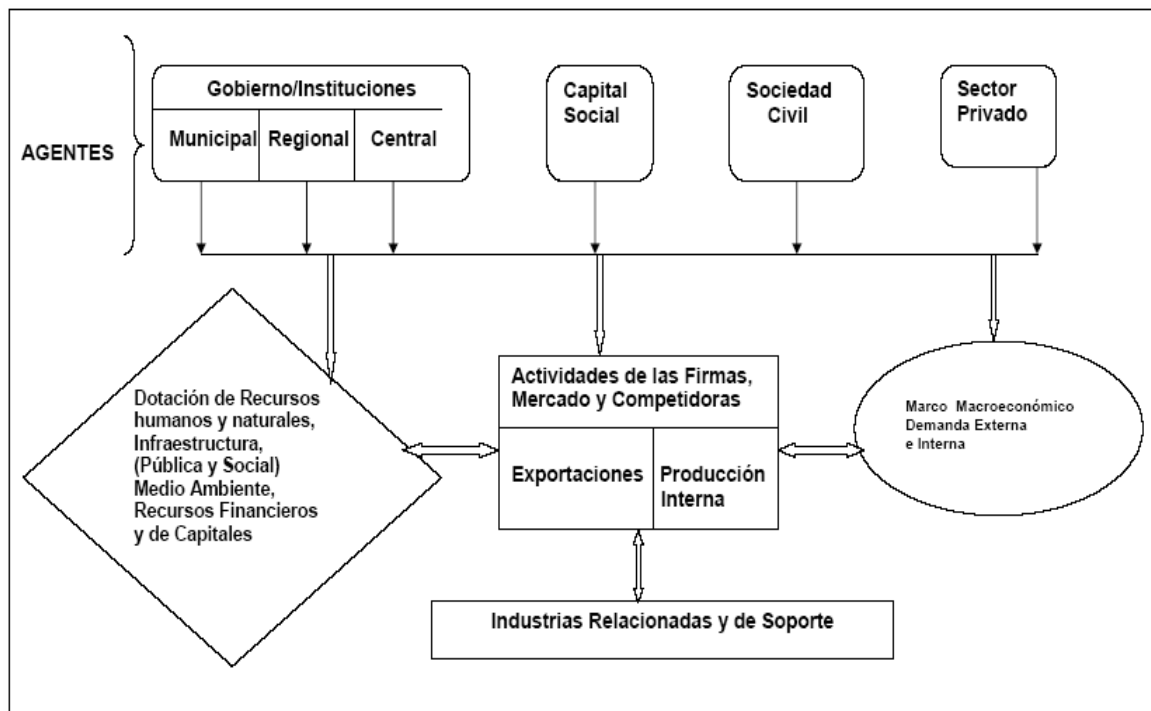 AGENTES
Gobierno/Instituciones
Municipal
Regional
Central
Capital
Social
Sociedad
Civil
Sector
Privado
Dotación de Recursos
humanos y naturales,
Infraestructura,
(Pública y Social)
Medio Ambiente,
Recursos Financieros
y de Capitales
Actividades de las Firmas,
Mercado y Competidoras
Exportaciones
Producción
Interna
Marco Macroeconómico
Demanda Externa
e Interna
Industrias Relacionadas y de Soporte